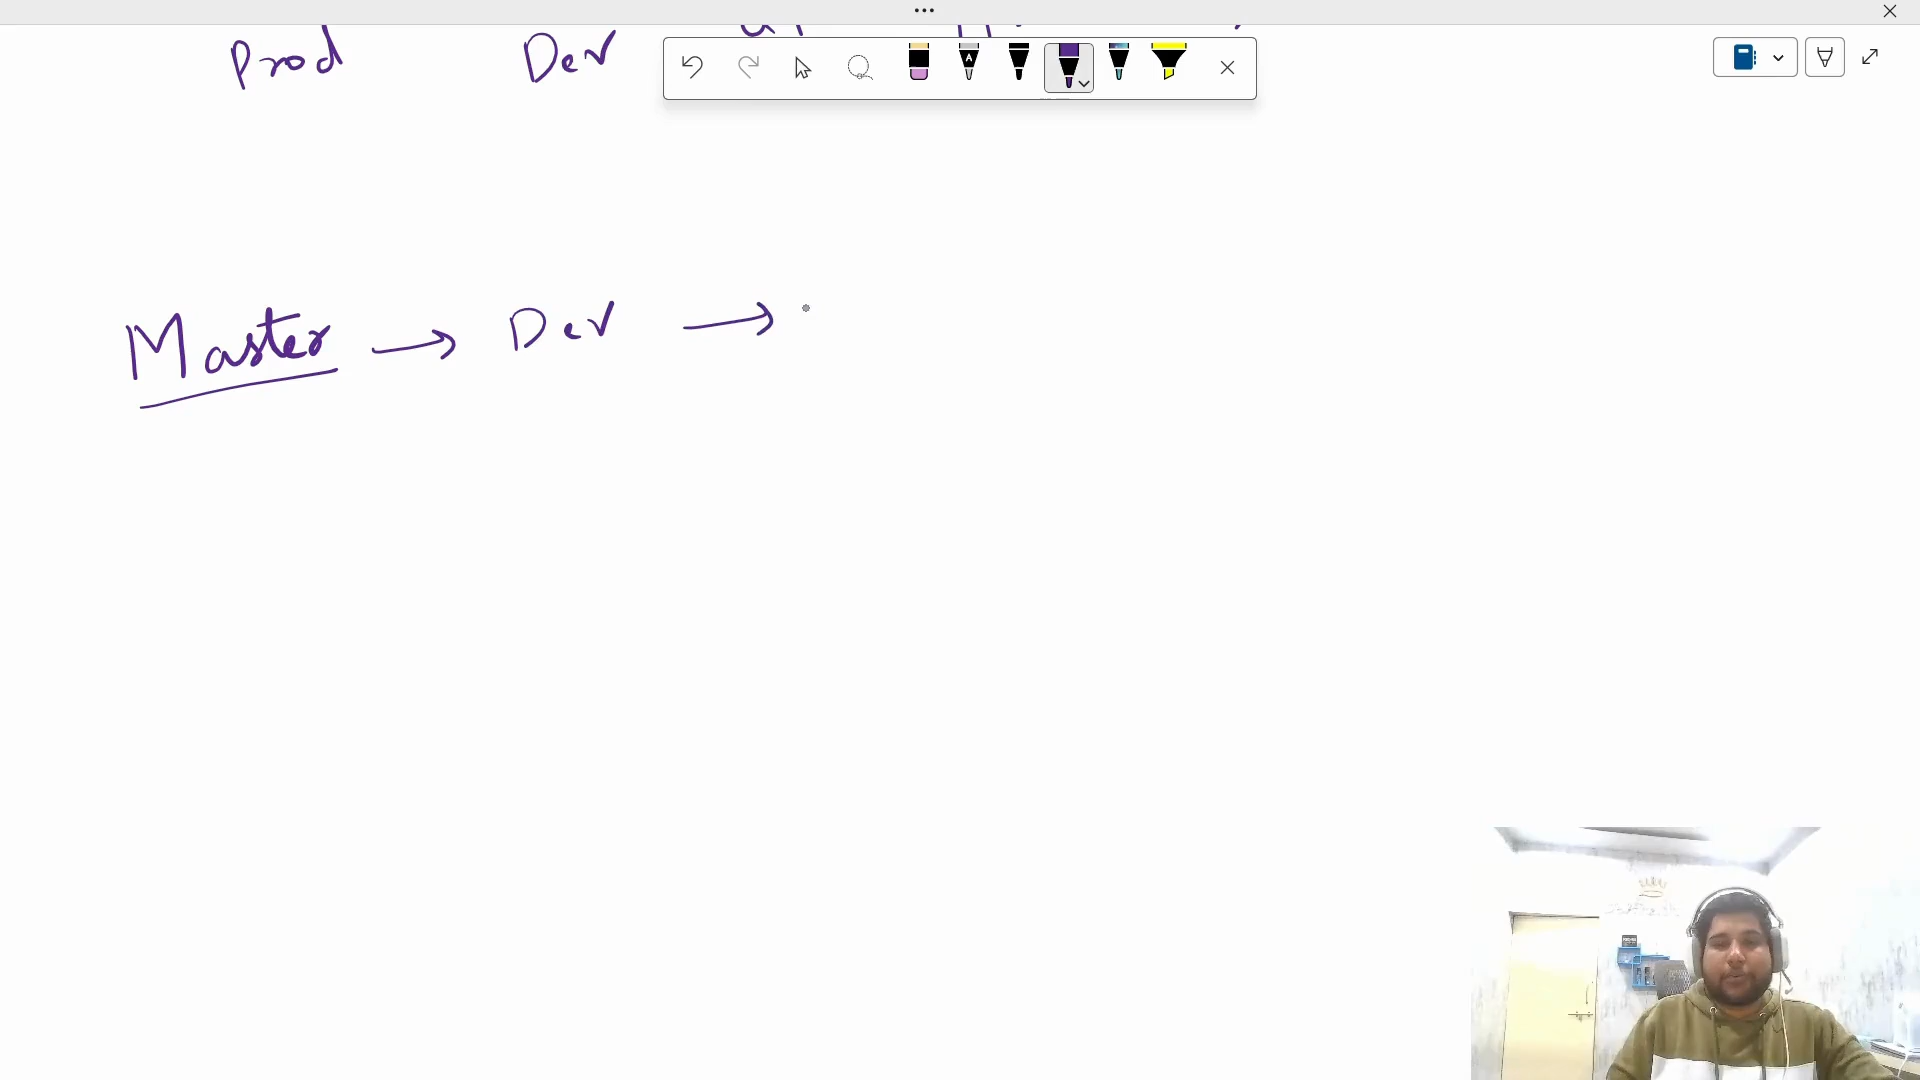 Prod Dev
Master → Dev →